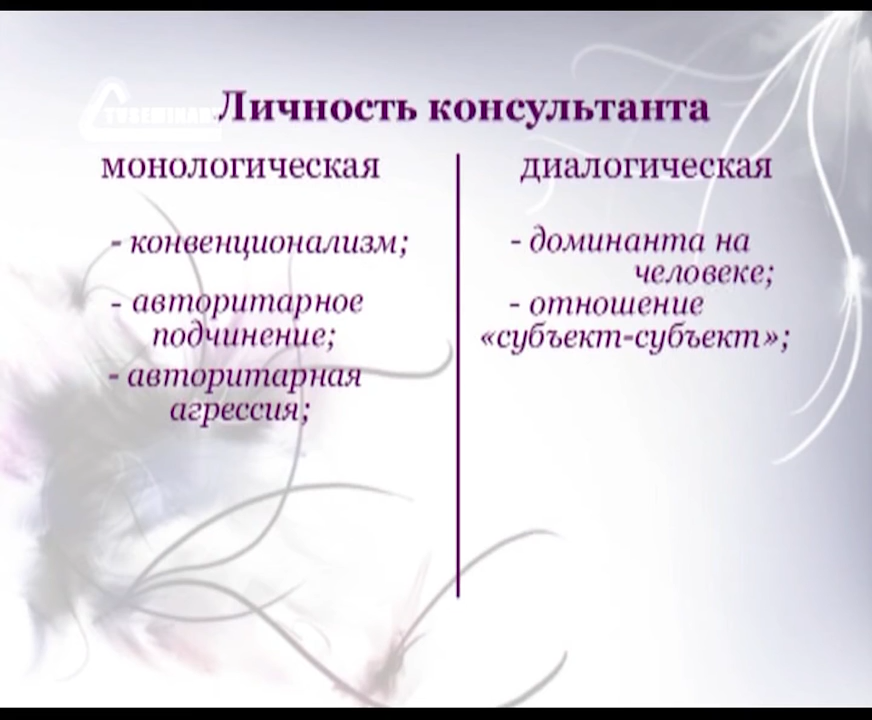 Личность консультанта
монологическая
- конвенционализм;
- авторитарное
подчинение;
- авторитарная
агрессия;
диалогическая
- доминанта на
человеке;
- отношение
«субъект-субъект»;